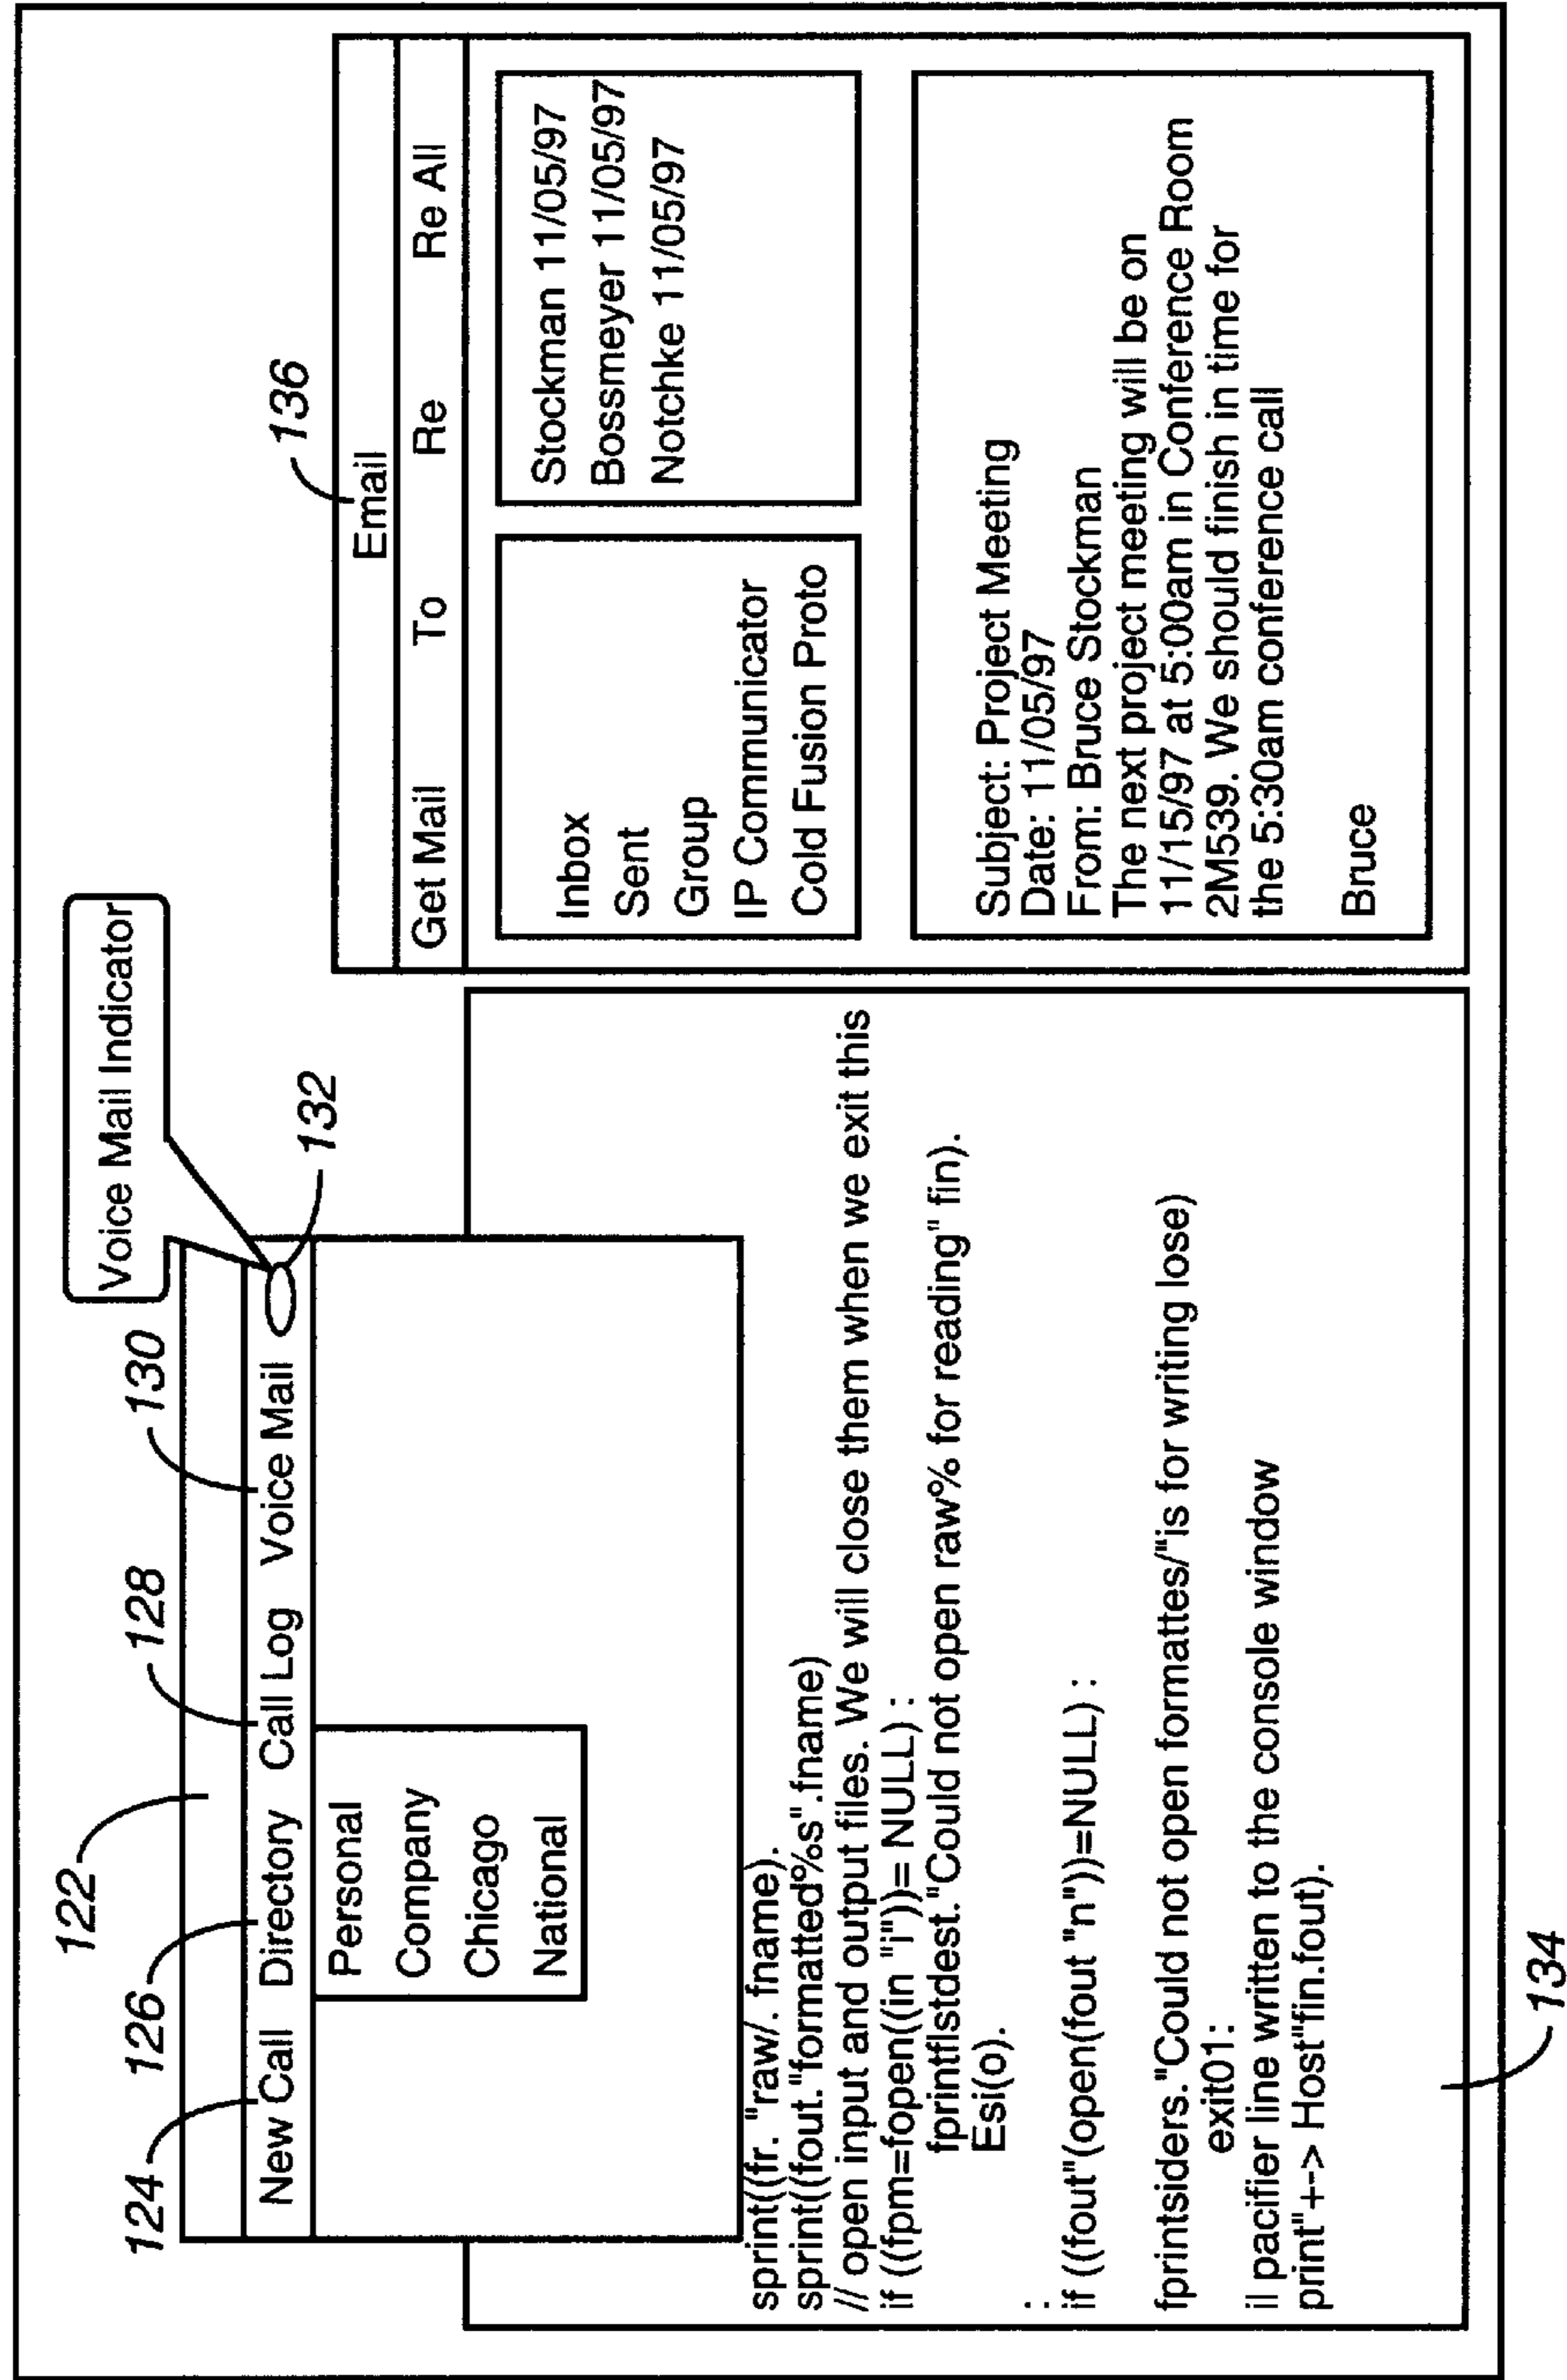 122
124
126
128
130
Voice Mail Indicator
132
New Call Directory Call Log Voice Mail
Personal
Company
Chicago
National
sprint((fr. "raw/. fname).
sprint((fout."formatted%s".fname)
// open input and output files. We will close them when we exit this
if ((fpm=fopen((in "i"))= NULL) :
fprintflstdest."Could not open raw% for reading" fin).
Esi(o).
:
if ((fout"(open(fout "n"))=NULL) :
fprintsiders."Could not open formattes/"is for writing lose)
exit01:
il pacifier line written to the console window
print"+-> Host"fin.fout).
134
136
Email
Get Mail To Re Re All
Inbox
Sent
Group
IP Communicator
Cold Fusion Proto
Stockman 11/05/97
Bossmeyer 11/05/97
Notchke 11/05/97
Subject: Project Meeting
Date: 11/05/97
From: Bruce Stockman
The next project meeting will be on
11/15/97 at 5:00am in Conference Room
2M539. We should finish in time for
the 5:30am conference call
Bruce